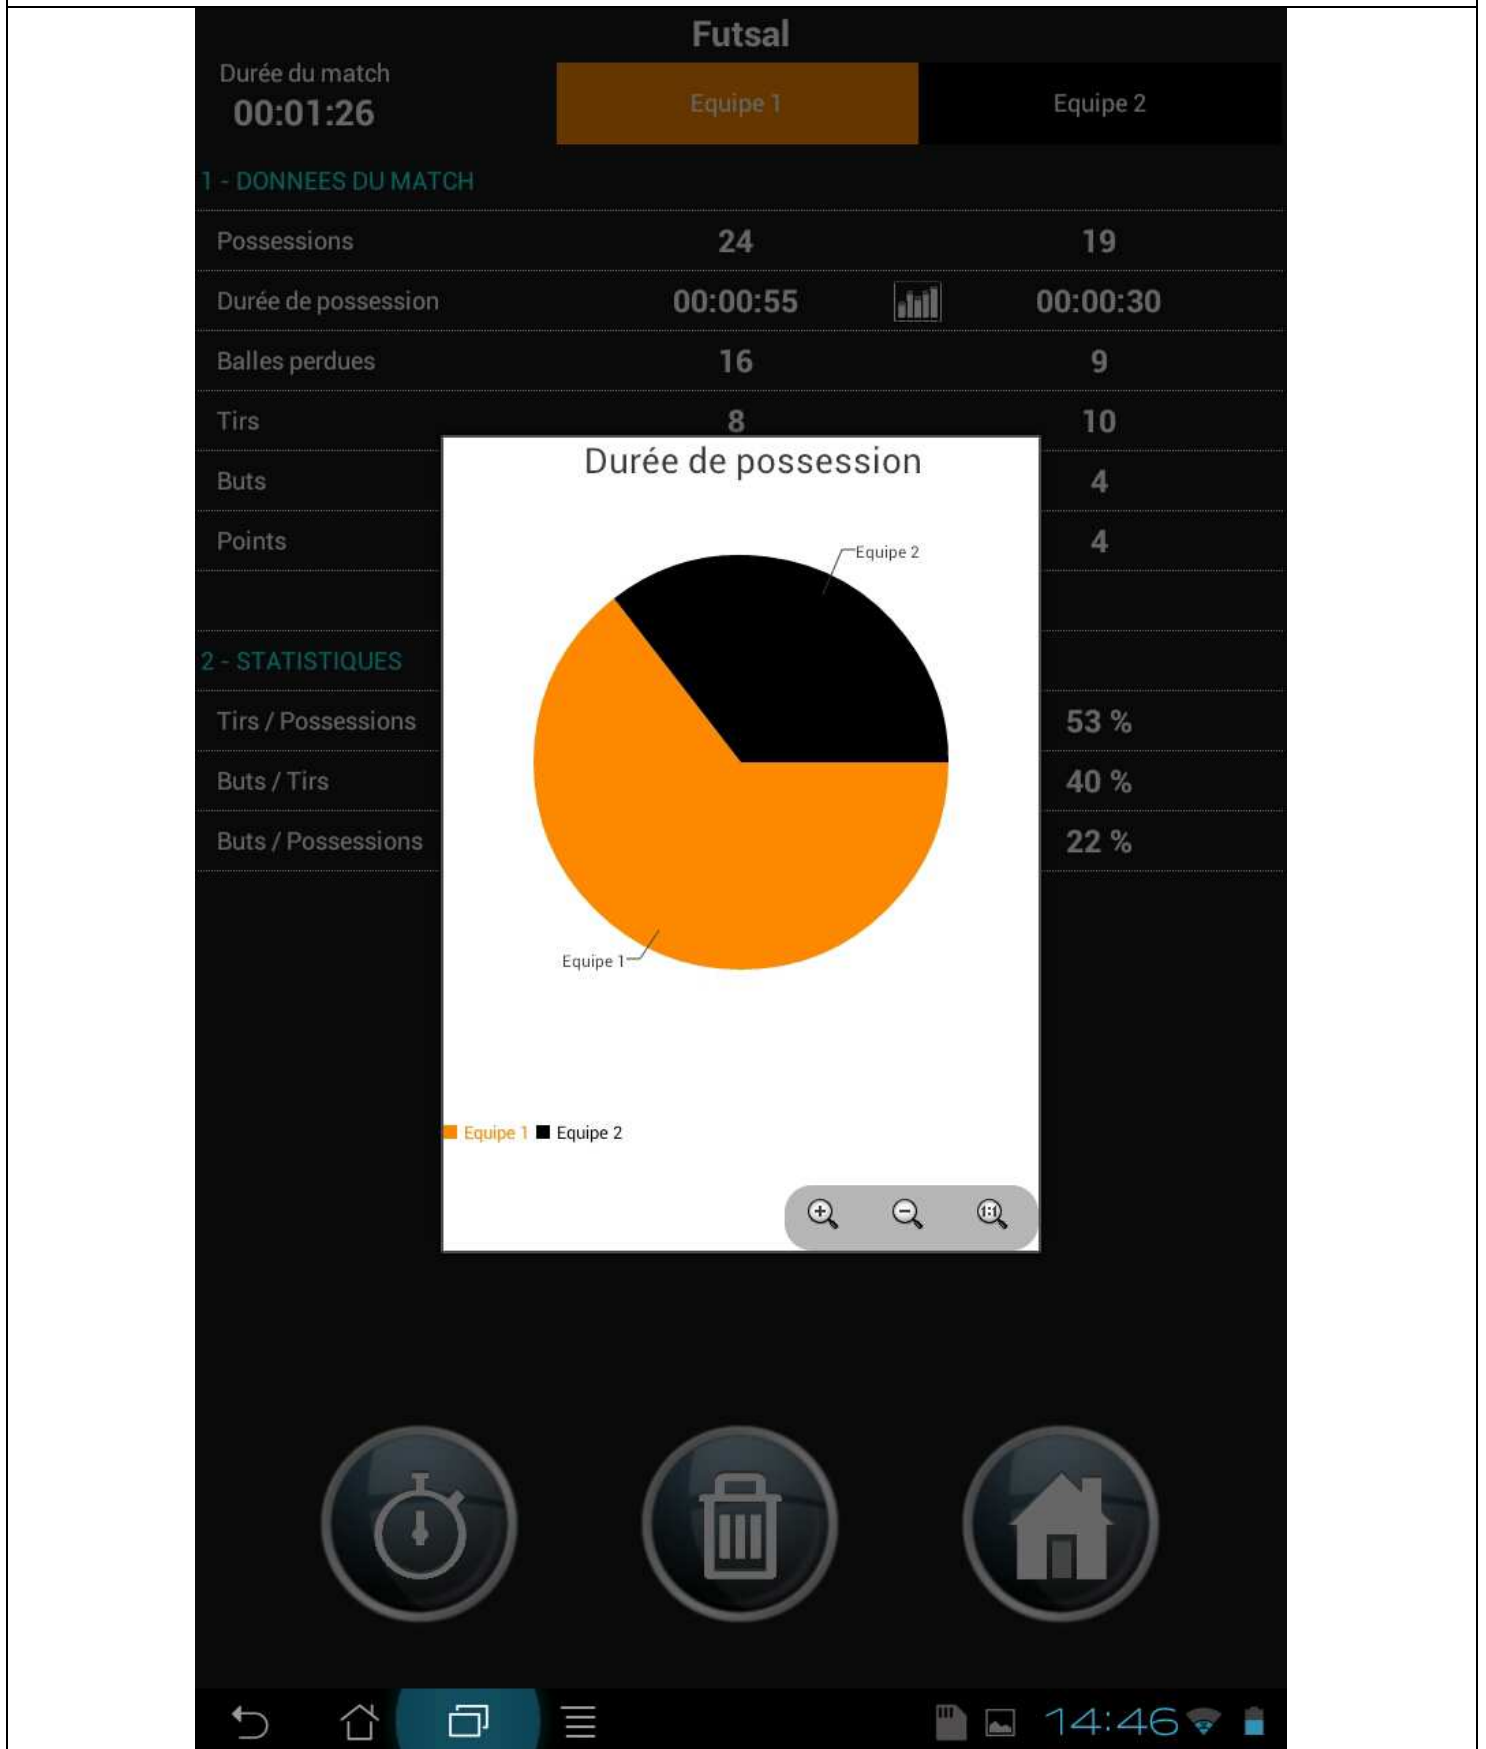 Futsal
Durée du match
00:01:26
Equipe 1 Equipe 2
1 - DONNEES DU MATCH
Possessions 24 19
Durée de possession 00:00:55 00:00:30
Balles perdues 16 9
Tirs 8 10
Buts 4
Points 4
2 - STATISTIQUES
Tirs / Possessions 53 %
Buts / Tirs 40 %
Buts / Possessions 22 %
Durée de possession
Equipe 2
Equipe 1
Equipe 1 Equipe 2
1:1
14:46